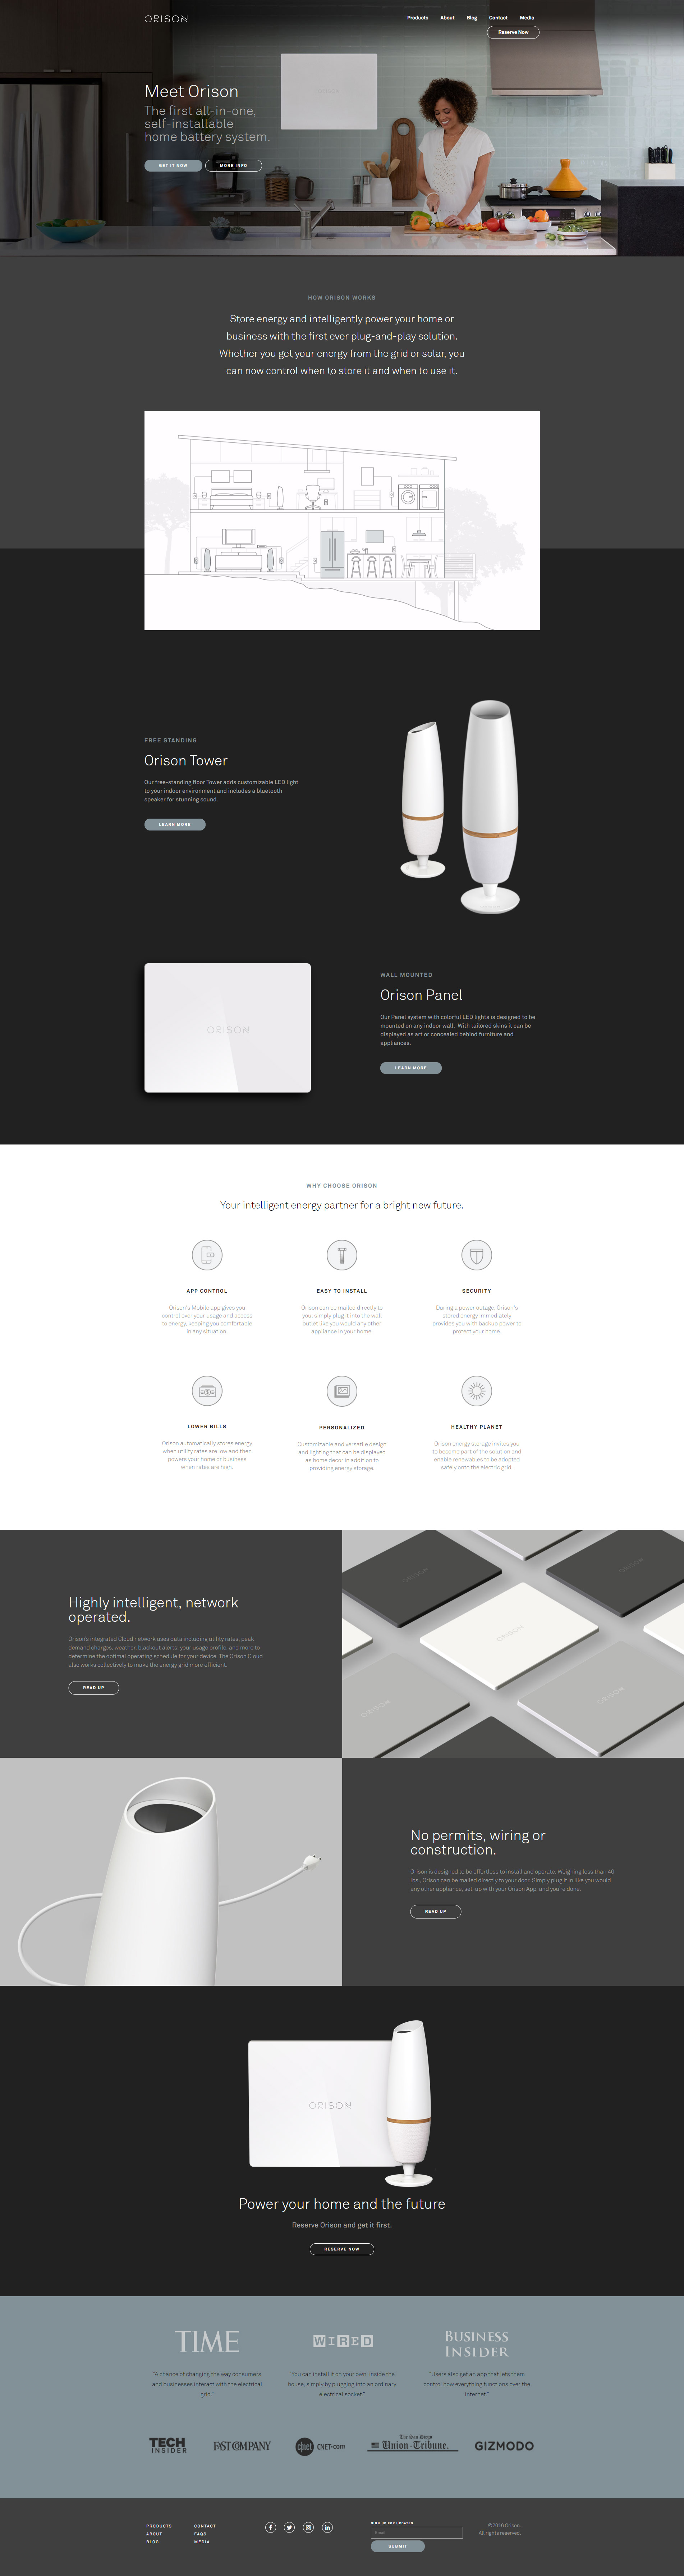 ORISON
Products About Blog Contact Media
Reserve Now
Meet Orison
The first all-in-one,
self-installable
home battery system.
GET IT NOW MORE INFO
HOW ORISON WORKS
Store energy and intelligently power your home or
business with the first ever plug-and-play solution.
Whether you get your energy from the grid or solar, you
can now control when to store it and when to use it.
FREE STANDING
Orison Tower
Our free-standing floor Tower adds customizable LED light
to your indoor environment and includes a bluetooth
speaker for stunning sound.
LEARN MORE
ORISON
WALL MOUNTED
Orison Panel
Our Panel system with colorful LED lights is designed to be
mounted on any indoor wall. With tailored skins it can be
displayed as art or concealed behind furniture and
appliances.
LEARN MORE
WHY CHOOSE ORISON
Your intelligent energy partner for a bright new future.
APP CONTROL
Orison's Mobile app gives you
control over your usage and access
to energy, keeping you comfortable
in any situation.
EASY TO INSTALL
Orison can be mailed directly to
you, simply plug it into the wall
outlet like you would any other
appliance in your home.
SECURITY
During a power outage, Orison's
stored energy immediately
provides you with backup power to
protect your home.
LOWER BILLS
Orison automatically stores energy
when utility rates are low and then
powers your home or business
when rates are high.
PERSONALIZED
Customizable and versatile design
and lighting that can be displayed
as home decor in addition to
providing energy storage.
HEALTHY PLANET
Orison energy storage invites you
to become part of the solution and
enable renewables to be adopted
safely onto the electric grid.
Highly intelligent, network
operated.
Orison's integrated Cloud network uses data including utility rates, peak
demand charges, weather, blackout alerts, your usage profile, and more to
determine the optimal operating schedule for your device. The Orison Cloud
also works collectively to make the energy grid more efficient.
READ UP
ORISON
ORISON
ORISON
ORISON
ORISON
No permits, wiring or
construction.
Orison is designed to be effortless to install and operate. Weighing less than 40
lbs., Orison can be mailed directly to your door. Simply plug it in like you would
any other appliance, set-up with your Orison App, and you're done.
READ UP
ORISON
Power your home and the future
Reserve Orison and get it first.
RESERVE NOW
TIME
"A chance of changing the way consumers
and businesses interact with the electrical
grid."
WIRED
"You can install it on your own, inside the
house, simply by plugging into an ordinary
electrical socket."
BUSINESS
INSIDER
"Users also get an app that lets them
control how everything functions over the
internet."
TECH
INSIDER
FAST COMPANY
c|net CNET.com
The San Diego
Union-Tribune.
GIZMODO
PRODUCTS
ABOUT
BLOG
CONTACT
FAQS
MEDIA
SIGN UP FOR UPDATES
Email
SUBMIT
©2016 Orison.
All rights reserved.